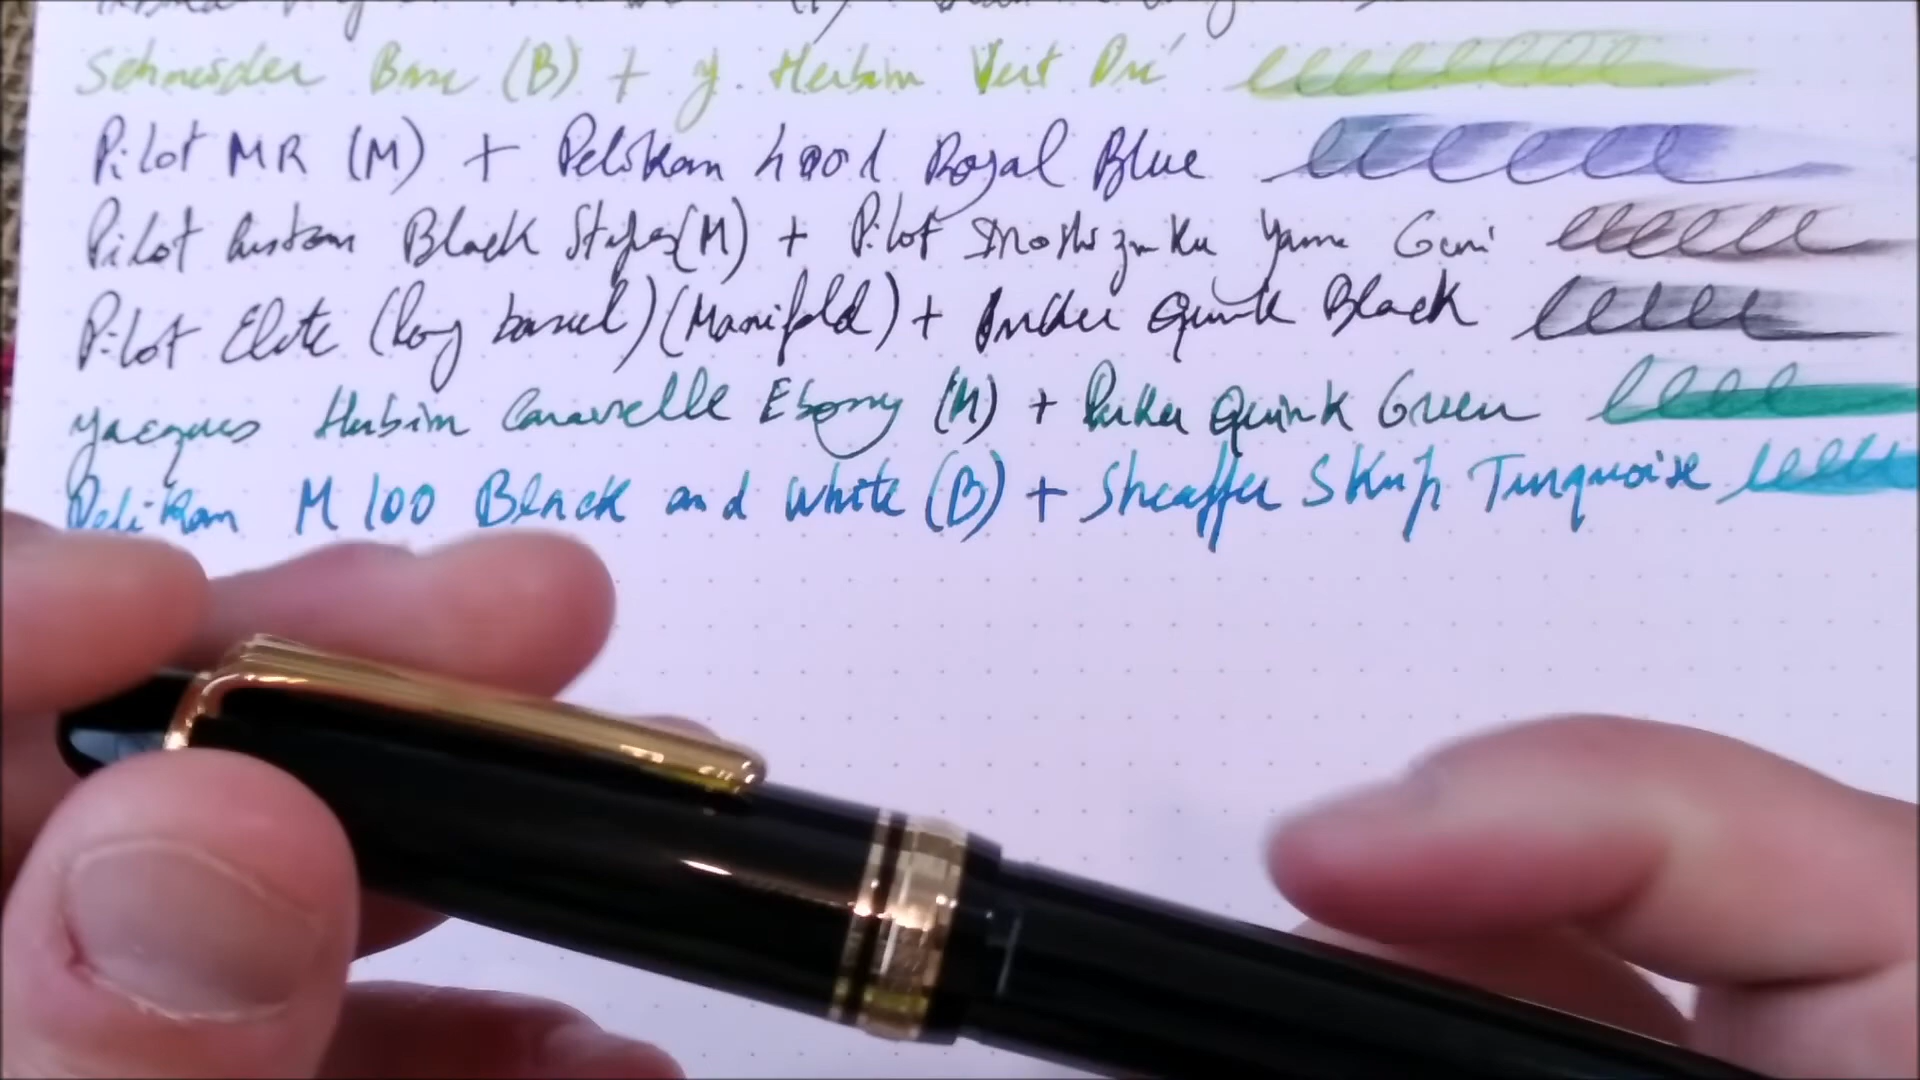 Schneider Base (B) + J. Herbin Vert Pré
Pilot MR (M) + Pelikan 4001 Royal Blue
Pilot Custom Black Stripes (M) + Pilot Iroshizuku Yama Guri
Pilot Elite (long barrel) (Manifold) + Parker Quink Black
Jacques Herbin Caravelle Ebony (M) + Parker Quink Green
Pelikan M100 Black and White (B) + Sheaffer Skrip Turquoise